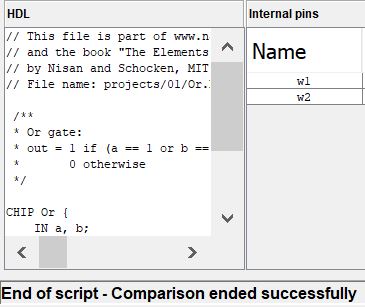 HDL
// This file is part of www.n
// and the book "The Elements
// by Nisan and Schocken, MIT
// File name: projects/01/Or.
/**
* Or gate:
* out = 1 if (a == 1 or b ==
* 0 otherwise
*/
CHIP Or {
IN a, b;
Internal pins
Name
w1
w2
End of script - Comparison ended successfully